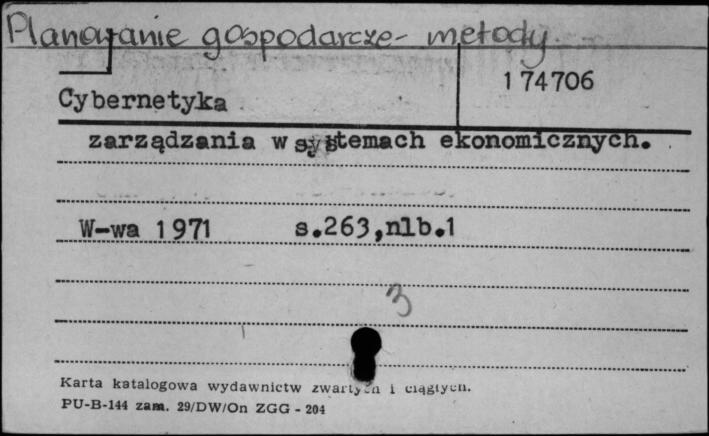 Planowanie gospodarcze - metody.
174706
Cybernetyka
zarządzania w systemach ekonomicznych.
W-wa 1971 s.263,nlb.1
3
Karta katalogowa wydawnictw zwartych i ciągłych.
PU-B-144 zam. 29/DW/On ZGG - 204